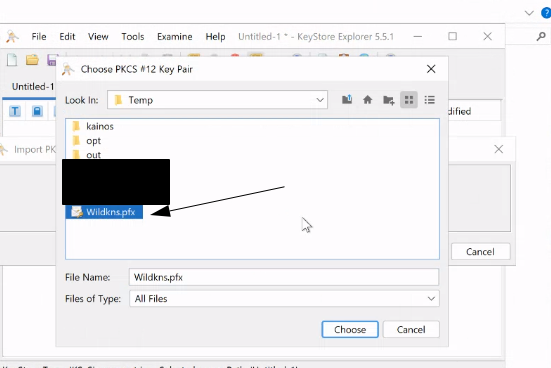 File Edit View Tools Examine Help Untitled-1 * - KeyStore Explorer 5.5.1
Choose PKCS #12 Key Pair
Untitled-1
Look In: Temp
kainos
opt
out
Import PK
Wildkns.pfx
Cancel
File Name: Wildkns.pfx
Files of Type: All Files
Choose Cancel